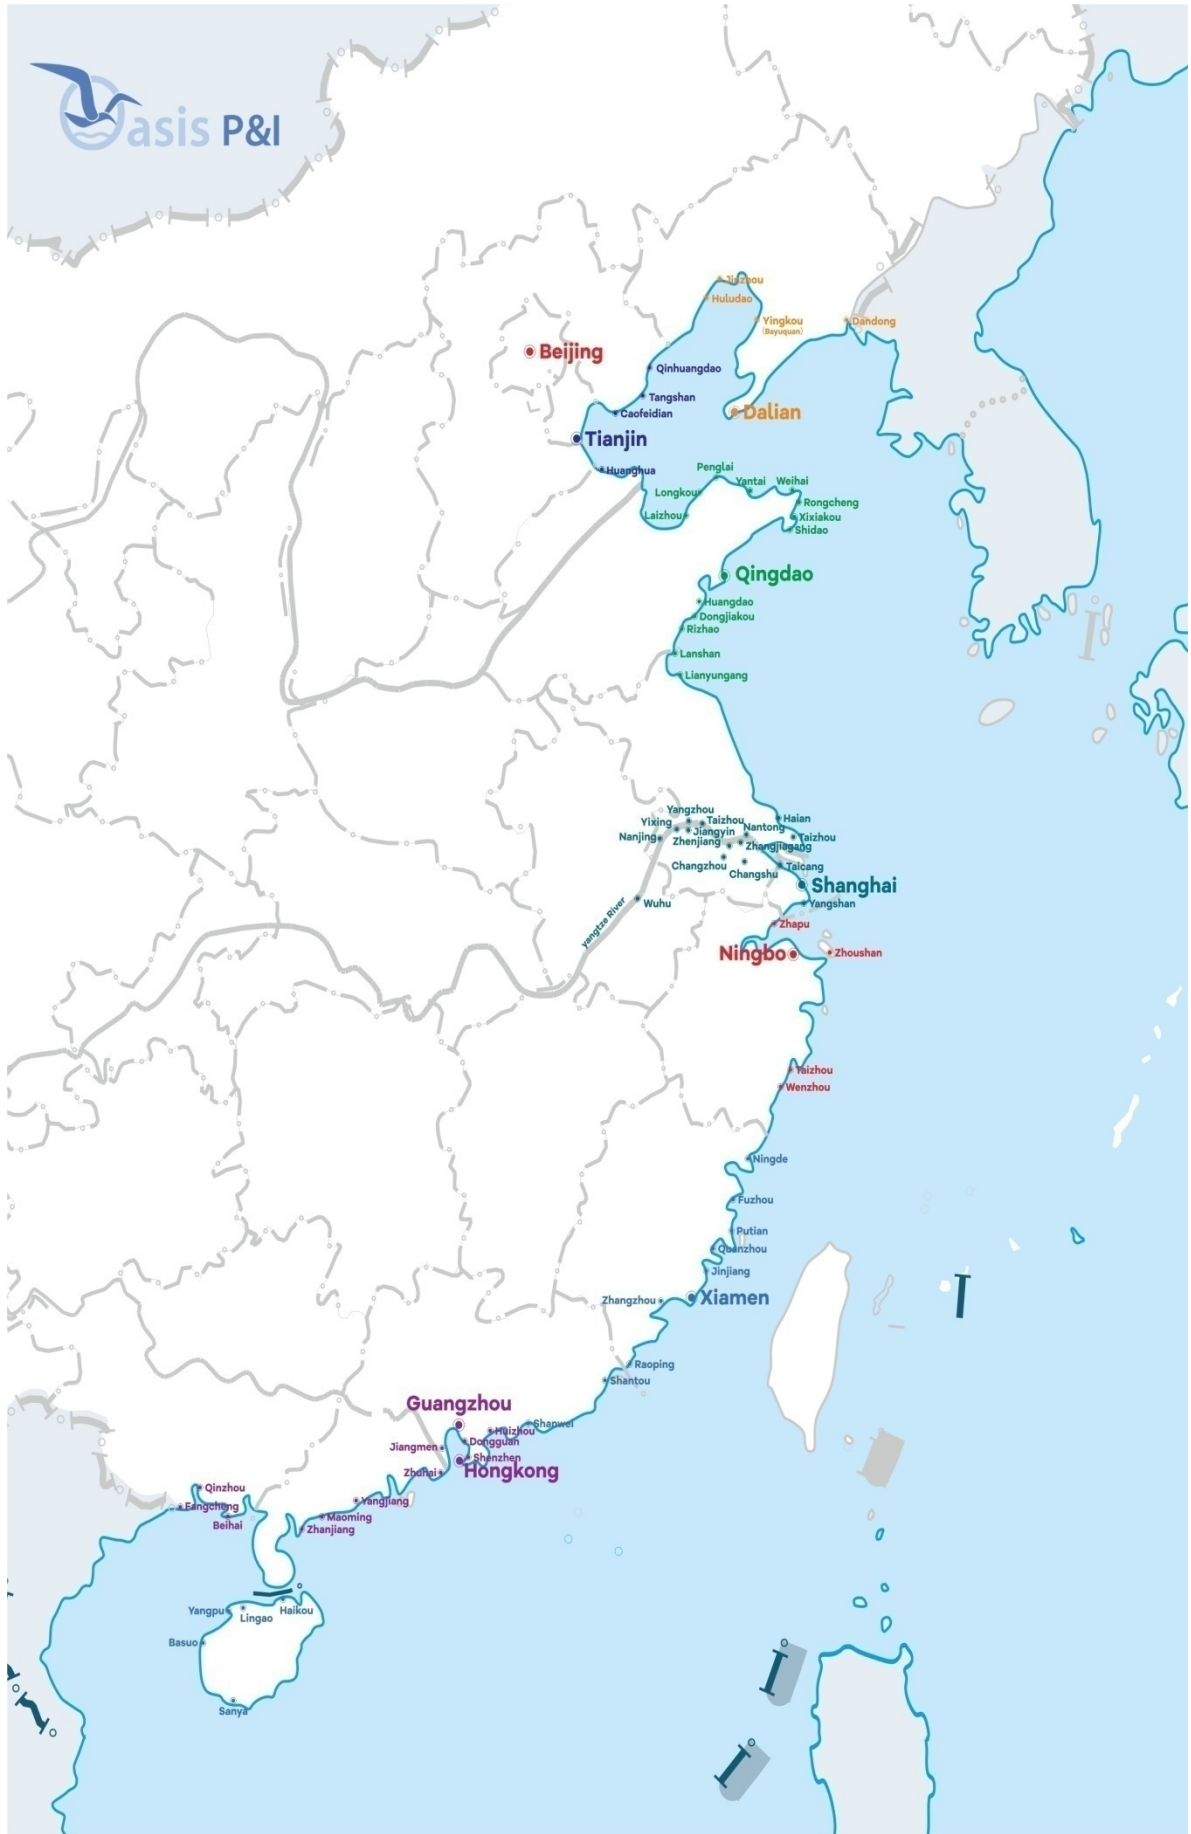 Oasis P&I
Jinzhou
Huludao
Yingkou
(Bayuquan)
Dandong
Beijing
Qinhuangdao
Tangshan
Caofeidian
Dalian
Tianjin
Huanghua
Penglai
Yantai
Weihai
Longkou
Rongcheng
Laizhou
Xixiakou
Shidao
Qingdao
Huangdao
Dongjiakou
Rizhao
Lanshan
Lianyungang
Yangzhou
Yixing
Taizhou
Haian
Nanjing
Jiangyin
Nantong
Taizhou
Zhenjiang
Zhangjiagang
Changzhou
Changshu
Taicang
Shanghai
Wuhu
Yangshan
yangtze River
Zhapu
Ningbo
Zhoushan
Taizhou
Wenzhou
Ningde
Fuzhou
Putian
Quanzhou
Jinjiang
Zhangzhou
Xiamen
Raoping
Shantou
Guangzhou
Shanwei
Huizhou
Dongguan
Jiangmen
Shenzhen
Zhuhai
Hongkong
Qinzhou
Fangcheng
Yangjiang
Beihai
Maoming
Zhanjiang
Yangpu
Lingao
Haikou
Basuo
Sanya